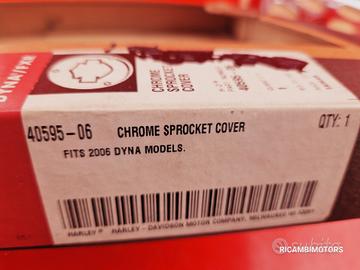 DYNA/FXR
CHROME
SPROCKET
COVER
40595-06 CHROME SPROCKET COVER QTY: 1
FITS 2006 DYNA MODELS.
HARLEY - DAVIDSON MOTOR COMPANY, MILWAUKEE
RICAMBIMOTORS